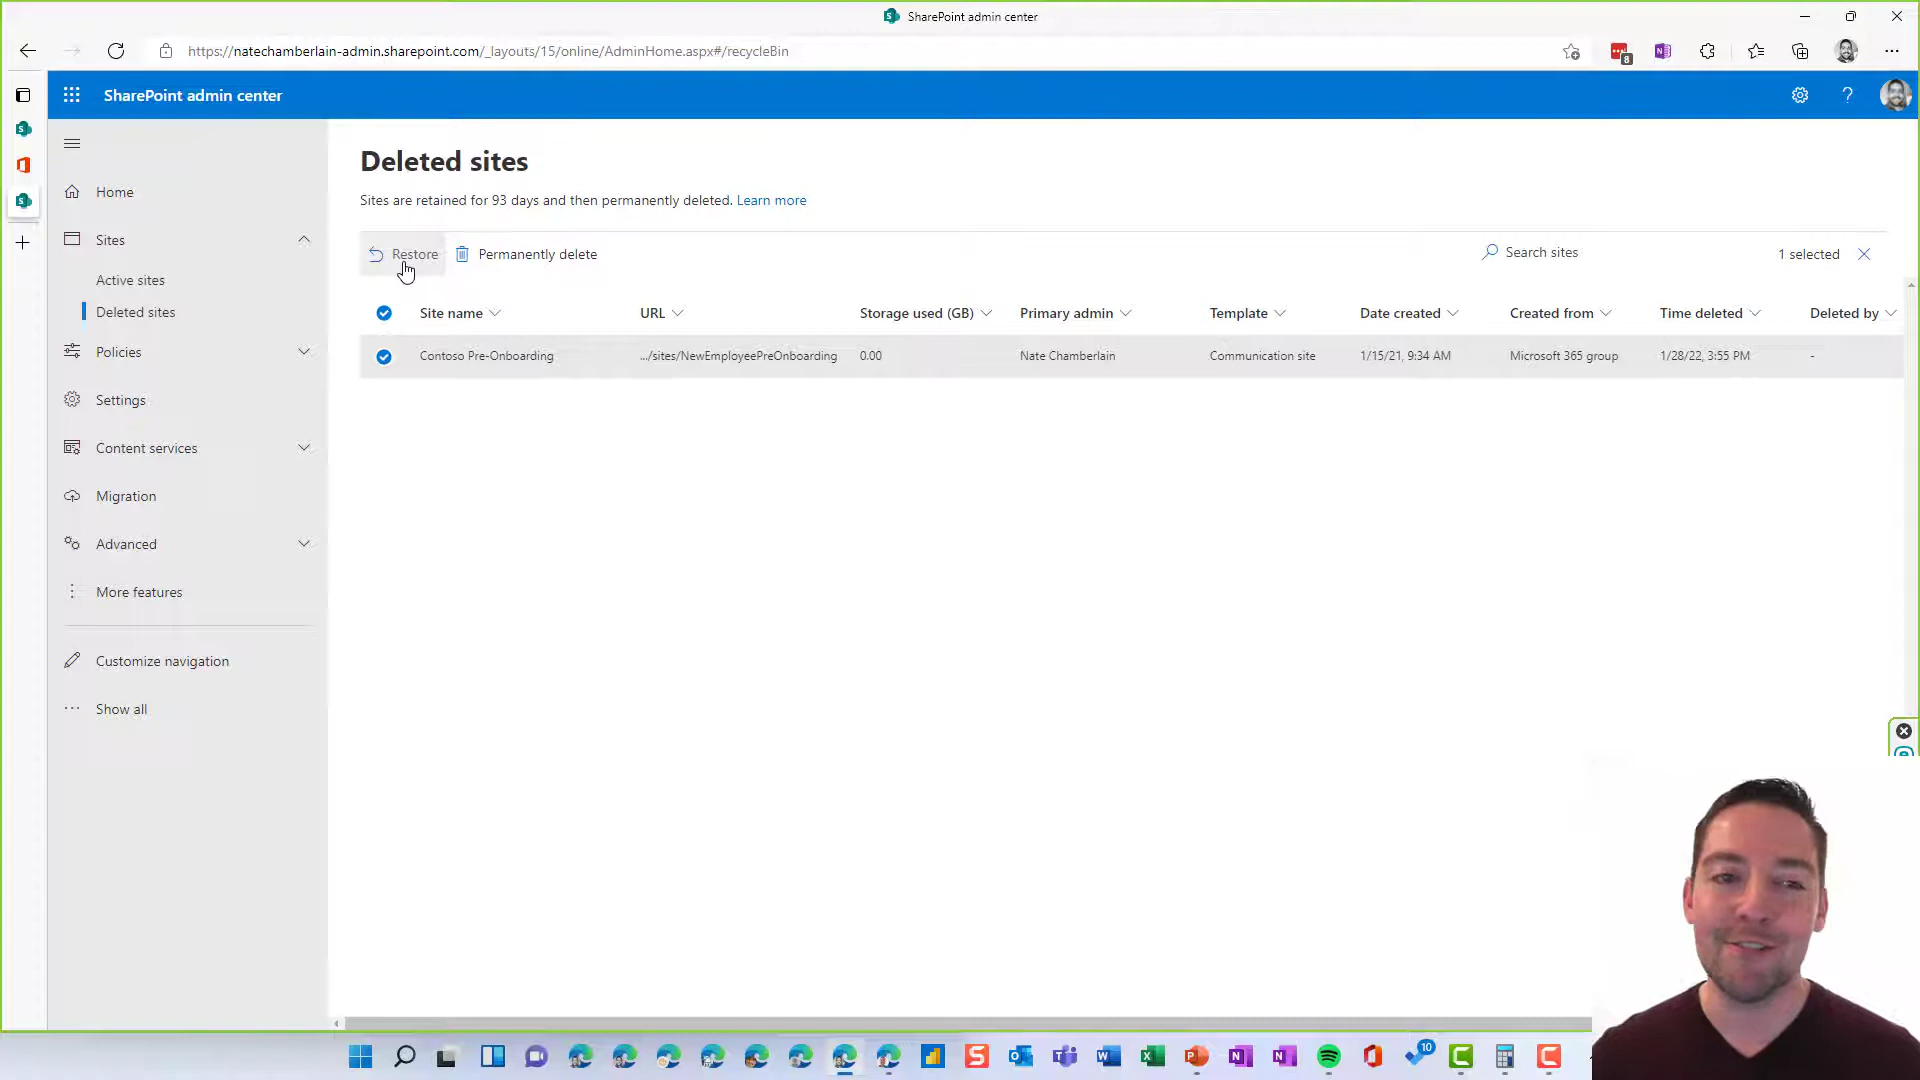 SharePoint admin center
https://natechamberlain-admin.sharepoint.com/_layouts/15/online/AdminHome.aspx#/recycleBin
8
SharePoint admin center
?
Deleted sites
Sites are retained for 93 days and then permanently deleted. Learn more
Home
Sites
Active sites
Deleted sites
Policies
Settings
Content services
Migration
Advanced
More features
Customize navigation
Show all
Restore
Permanently delete
Search sites
1 selected
Site name
URL
Storage used (GB)
Primary admin
Template
Date created
Created from
Time deleted
Deleted by
Contoso Pre-Onboarding
.../sites/NewEmployeePreOnboarding
0.00
Nate Chamberlain
Communication site
1/15/21, 9:34 AM
Microsoft 365 group
1/28/22, 3:55 PM
-
10